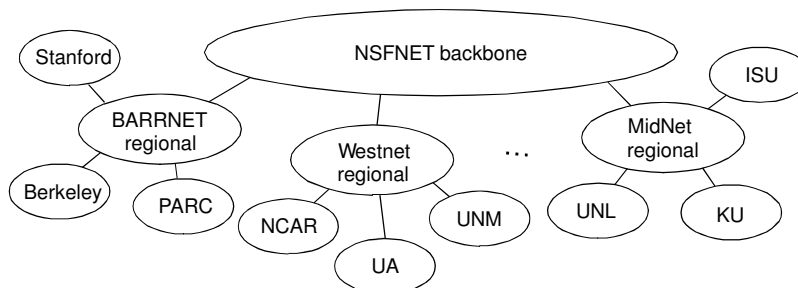 NSFNET backbone
Stanford
ISU
BARRNET
regional
MidNet
regional
Westnet
regional
...
Berkeley
PARC
NCAR
UNM
UNL
KU
UA